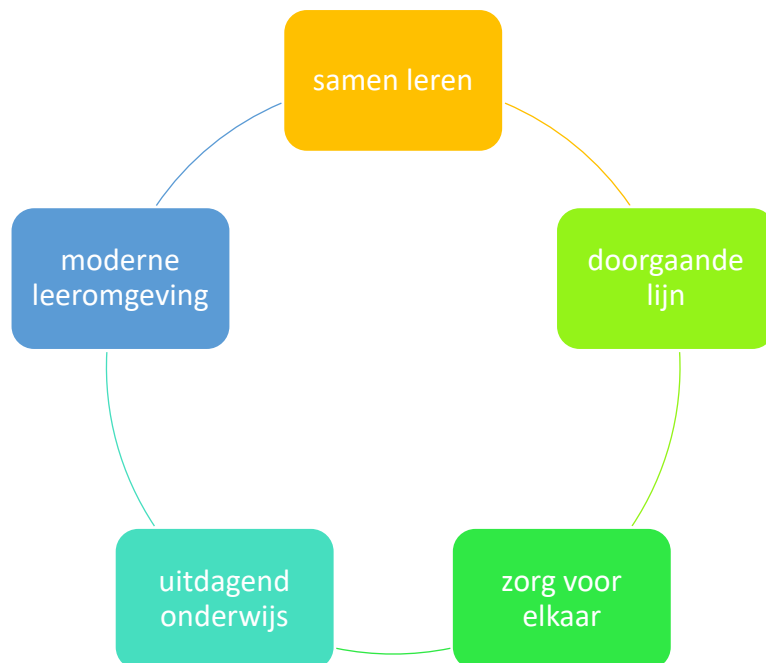 samen leren
doorgaande
lijn
zorg voor
elkaar
uitdagend
onderwijs
moderne
leeromgeving